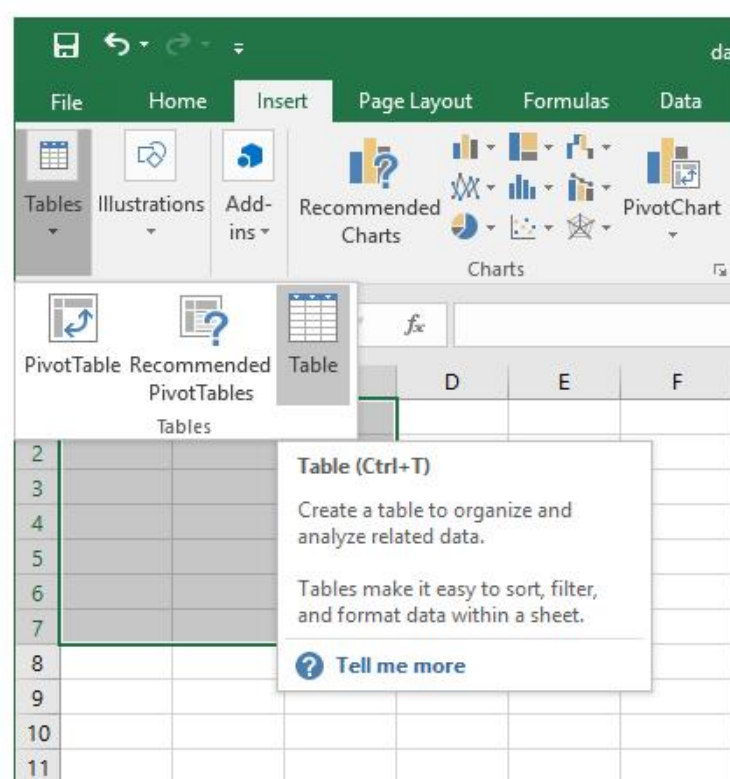 da
File Home Insert Page Layout Formulas Data
Tables Illustrations Add-ins Recommended Charts PivotChart
Charts
PivotTable Recommended PivotTables Table
Tables
fx
D E F
2
3
4
5
6
7
8
9
10
11
Table (Ctrl+T)
Create a table to organize and
analyze related data.
Tables make it easy to sort, filter,
and format data within a sheet.
Tell me more